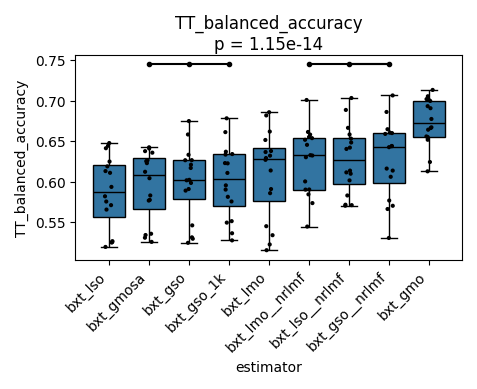 TT_balanced_accuracy
p = 1.15e-14
TT_balanced_accuracy
0.75
0.70
0.65
0.60
0.55
bxt_lso
bxt_gmosa
bxt_gso
bxt_gso_1k
bxt_lmo
bxt_lmo__nrlmf
bxt_lso__nrlmf
bxt_gso__nrlmf
bxt_gmo
estimator